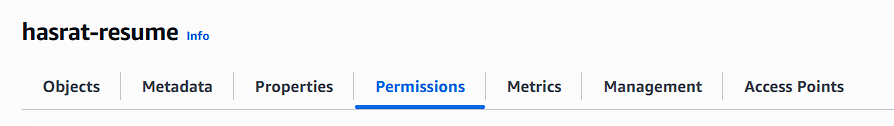 hasrat-resume Info
Objects Metadata Properties Permissions Metrics Management Access Points